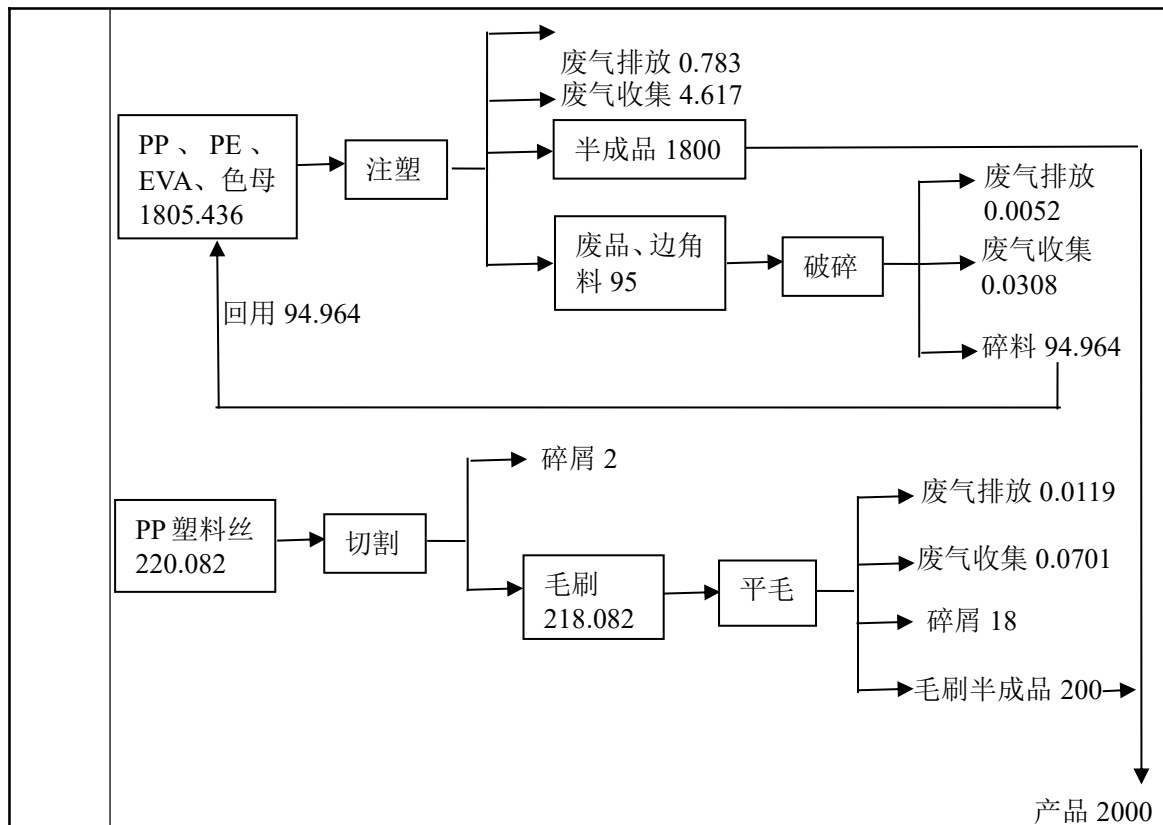 废气排放 0.783
废气收集 4.617
PP 、 PE 、
EVA、色母
1805.436
注塑
半成品 1800
废品、边角
料 95
破碎
废气排放
0.0052
废气收集
0.0308
碎料 94.964
回用 94.964
碎屑 2
PP 塑料丝
220.082
切割
毛刷
218.082
平毛
废气排放 0.0119
废气收集 0.0701
碎屑 18
毛刷半成品 200
产品 2000